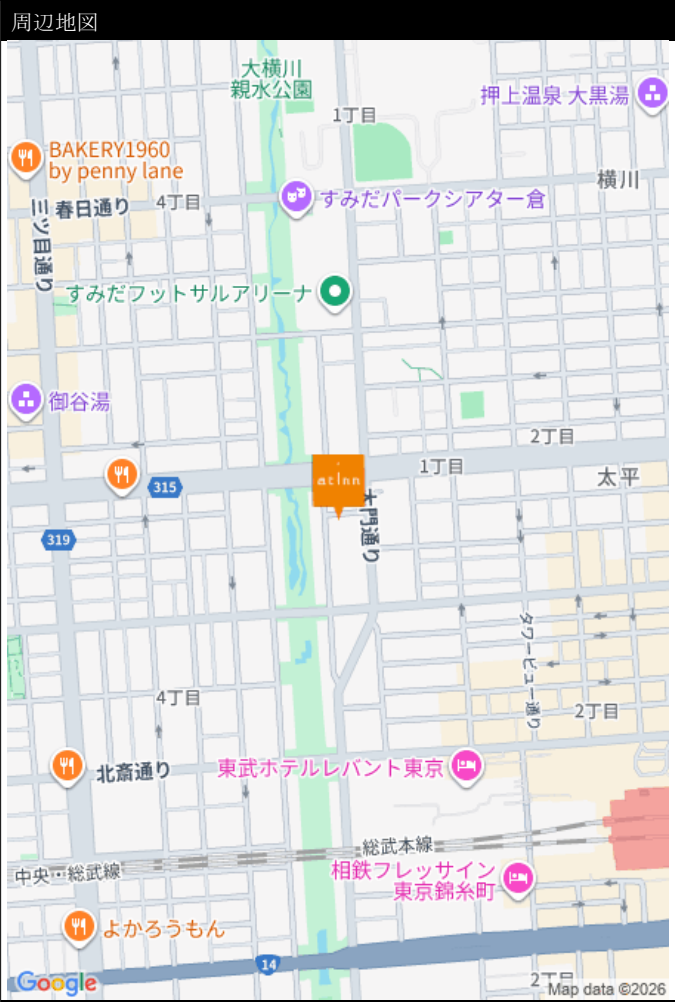 周辺地図
大横川
親水公園
1丁目
押上温泉 大黒湯
BAKERY1960
by penny lane
横川
三ツ目通り
春日通り
4丁目
すみだパークシアター倉
すみだフットサルアリーナ
御谷湯
2丁目
1丁目
太平
315
at inn
大門通り
319
タワービュー通り
4丁目
2丁目
北斎通り
東武ホテルレバント東京
総武本線
中央・総武線
相鉄フレッサイン
東京錦糸町
よかろうもん
14
2丁目
Google
Map data ©2026